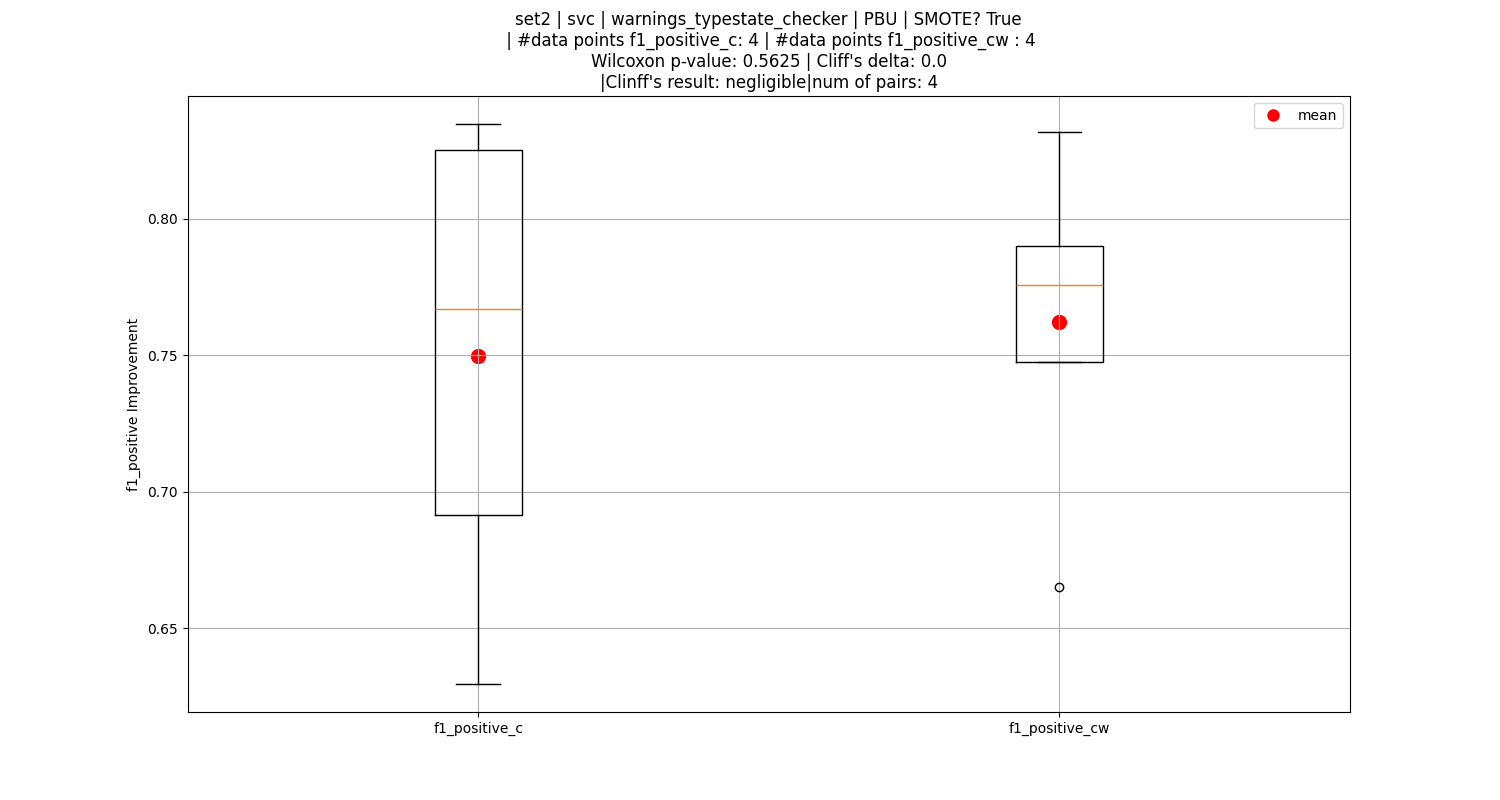 set2 | svc | warnings_typestate_checker | PBU | SMOTE? True
| #data points f1_positive_c: 4 | #data points f1_positive_cw : 4
Wilcoxon p-value: 0.5625 | Cliff's delta: 0.0
|Clinff's result: negligible|num of pairs: 4
mean
f1_positive Improvement
0.80
0.75
0.70
0.65
f1_positive_c
f1_positive_cw